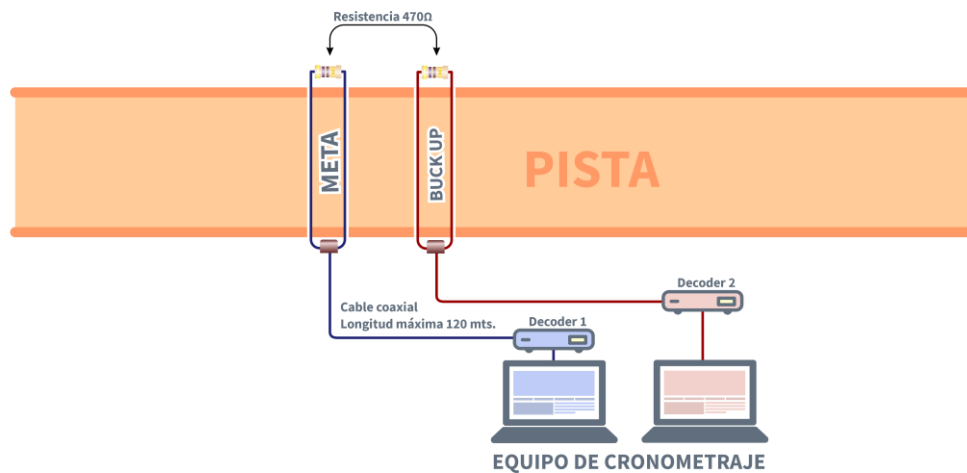 Resistencia 470Ω
META
BUCK UP
PISTA
Decoder 2
Cable coaxial
Longitud máxima 120 mts.
Decoder 1
EQUIPO DE CRONOMETRAJE